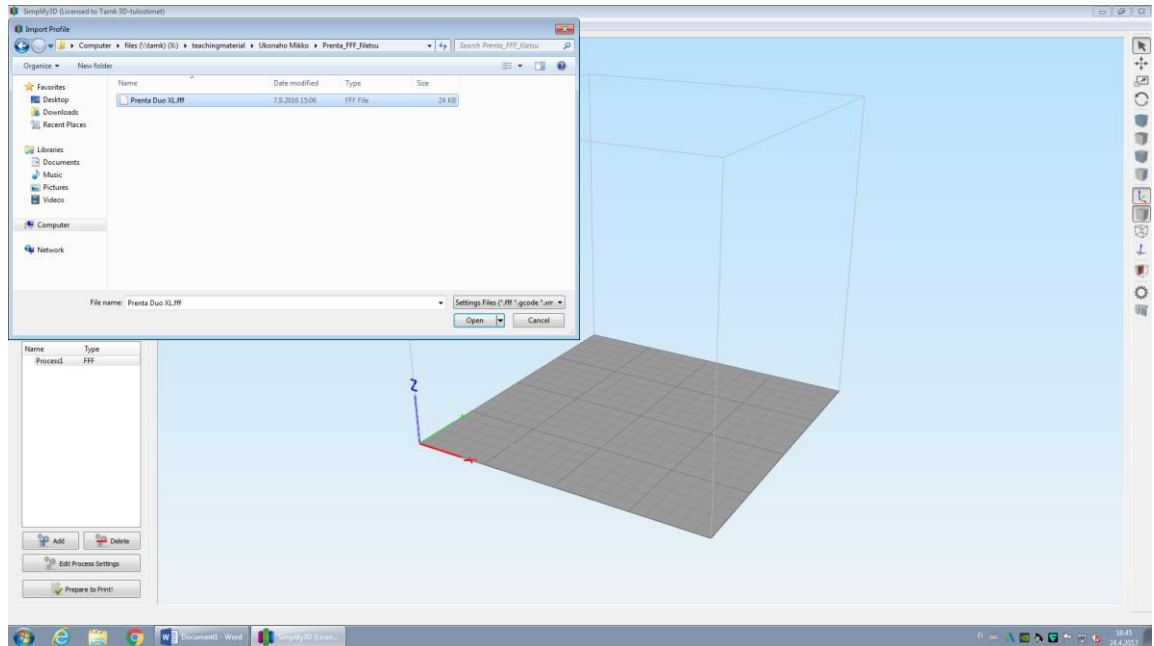 Simplify3D (Licensed to Tamk 3D-tulostimet)
Import Profile
Computer ▸ files (\\tamk) (X:) ▸ teachingmaterial ▸ Ukonaho Mikko ▸ Prenta_FFF_filetsu
Search Prenta_FFF_filetsu
Organize New folder
Name Date modified Type Size
Prenta Duo XL.fff 7.9.2016 15:06 FFF File 24 KB
Favorites
Desktop
Downloads
Recent Places
Libraries
Documents
Music
Pictures
Videos
Computer
Network
File name: Prenta Duo XL.fff Settings Files (*.fff *.gcode *.xm
Open Cancel
Name Type
Process1 FFF
Z
Add Delete
Edit Process Settings
Prepare to Print!
Document1 - Word
Simplify3D (Licen...
FI
18:45
24.4.2017